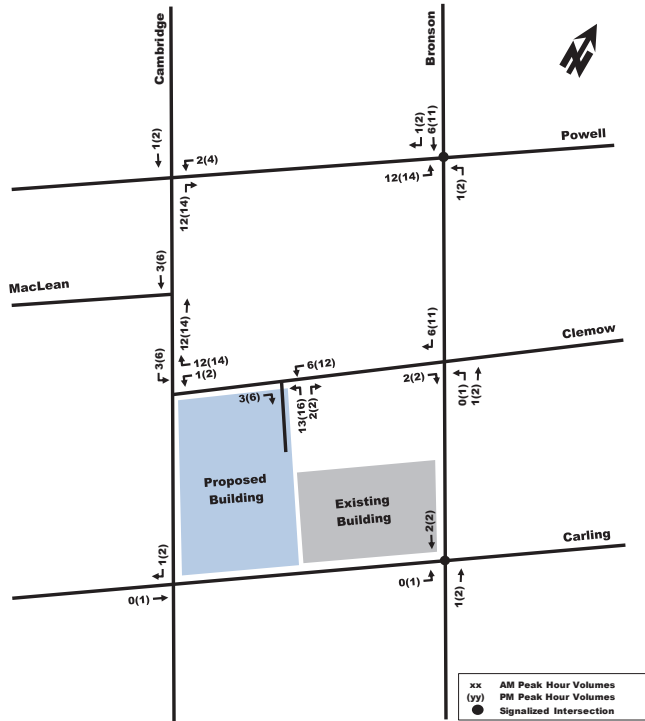 Cambridge
Bronson
N
1(2)
2(4)
1(2)
6(11)
Powell
12(14)
12(14)
1(2)
3(6)
MacLean
12(14)
6(11)
Clemow
3(6)
12(14)
1(2)
6(12)
2(2)
0(1)
1(2)
3(6)
13(16)
2(2)
Proposed
Building
Existing
Building
2(2)
Carling
1(2)
0(1)
0(1)
1(2)
xx AM Peak Hour Volumes
(yy) PM Peak Hour Volumes
Signalized Intersection